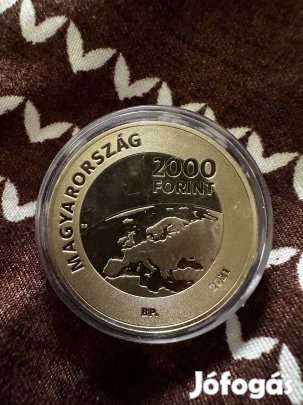 MAGYARORSZÁG
2000
FORINT
2021
BP.
Jófogás